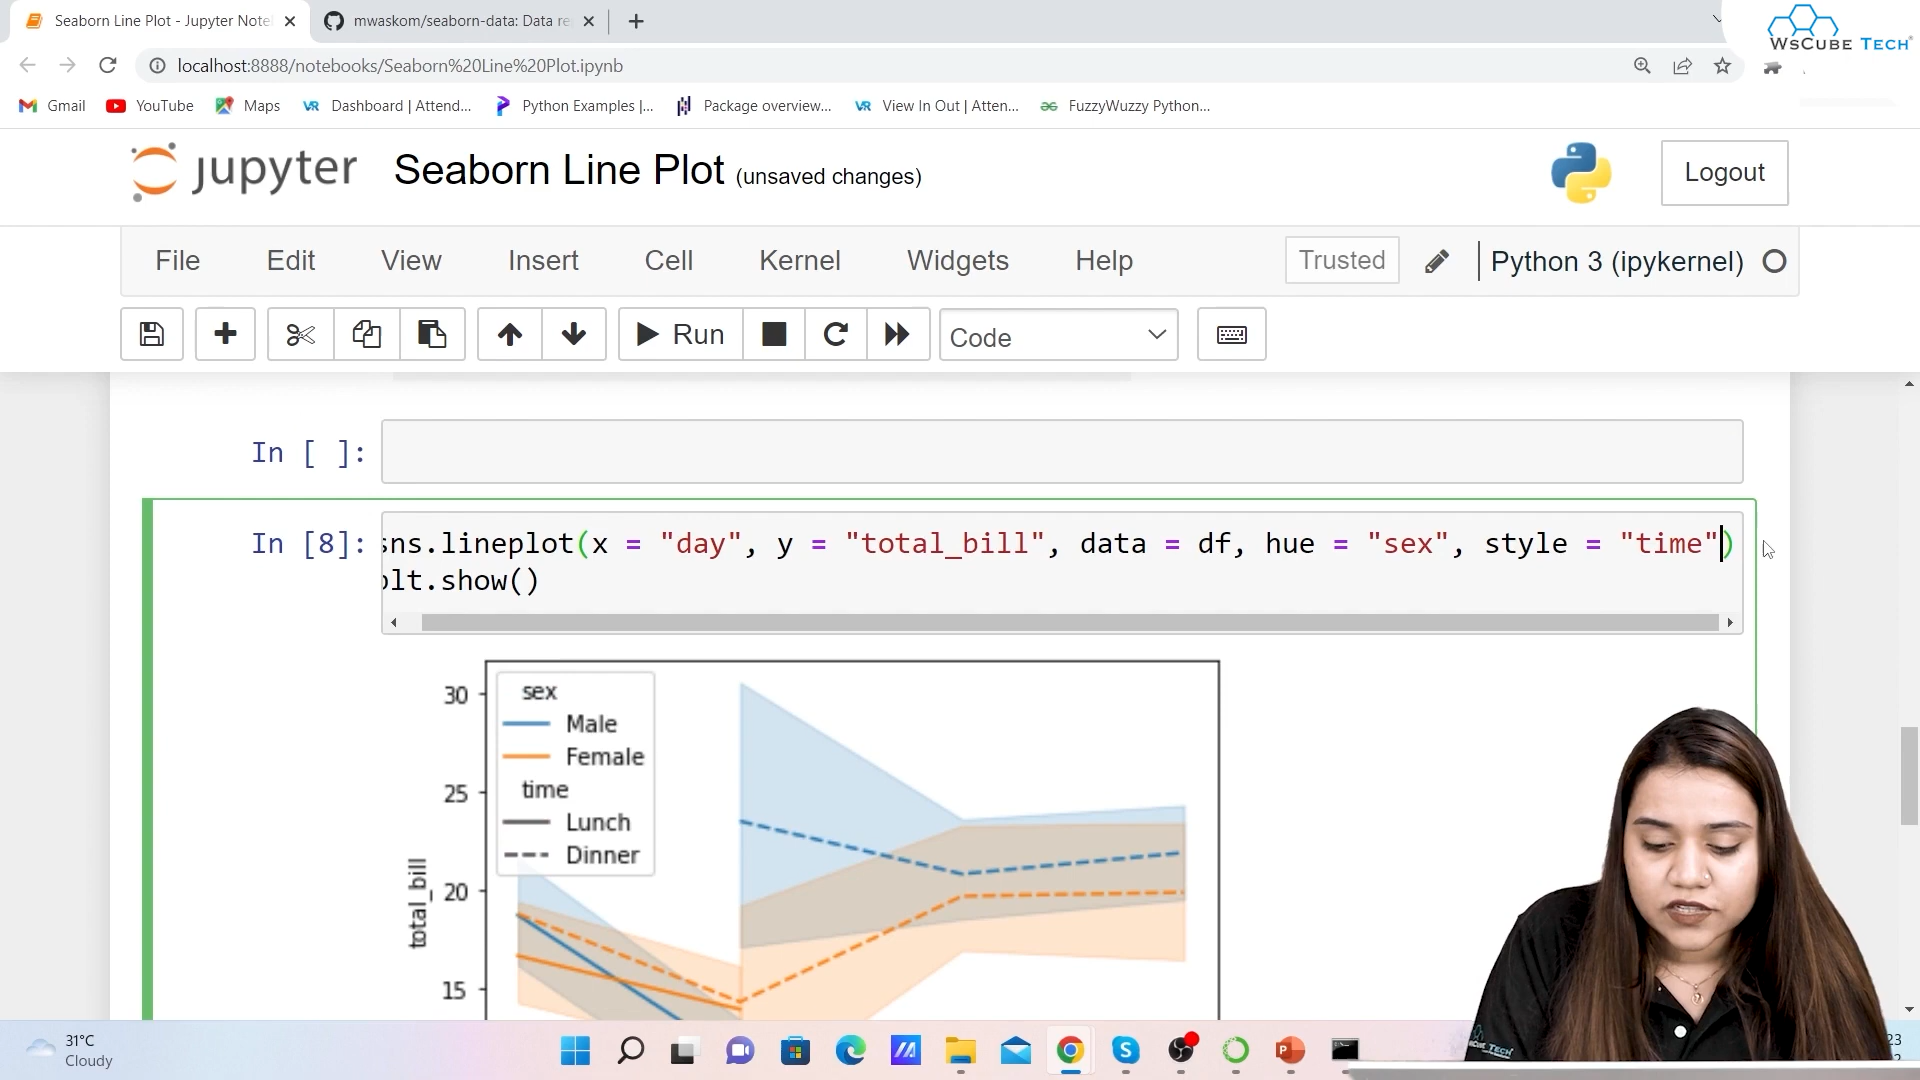 Seaborn Line Plot - Jupyter Note
mwaskom/seaborn-data: Data re
WsCube Tech
localhost:8888/notebooks/Seaborn%20Line%20Plot.ipynb
Gmail YouTube Maps Dashboard | Attend... Python Examples |... Package overview... View In Out | Atten... FuzzyWuzzy Python...
jupyter Seaborn Line Plot (unsaved changes) Logout
File Edit View Insert Cell Kernel Widgets Help Trusted Python 3 (ipykernel)
Run Code
In [ ]:
In [8]: sns.lineplot(x = "day", y = "total_bill", data = df, hue = "sex", style = "time")
plt.show()
sex
Male
Female
time
Lunch
Dinner
30
25
20
15
total_bill
31°C
Cloudy